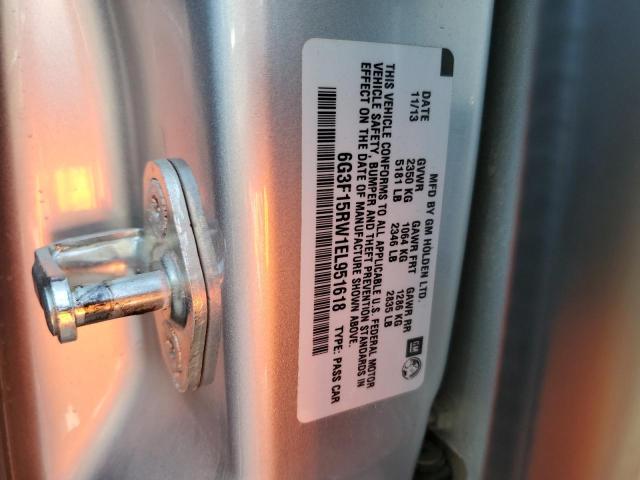 MFD BY GM HOLDEN LTD.
DATE GVWR GAWR FRT GAWR RR
11/13 2350 KG 1064 KG 1286 KG
5181 LB 2346 LB 2835 LB
THIS VEHICLE CONFORMS TO ALL APPLICABLE U.S. FEDERAL MOTOR
VEHICLE SAFETY, BUMPER AND THEFT PREVENTION STANDARDS IN
EFFECT ON THE DATE OF MANUFACTURE SHOWN ABOVE.
6G3F15RW1EL951618 TYPE: PASS CAR
GM